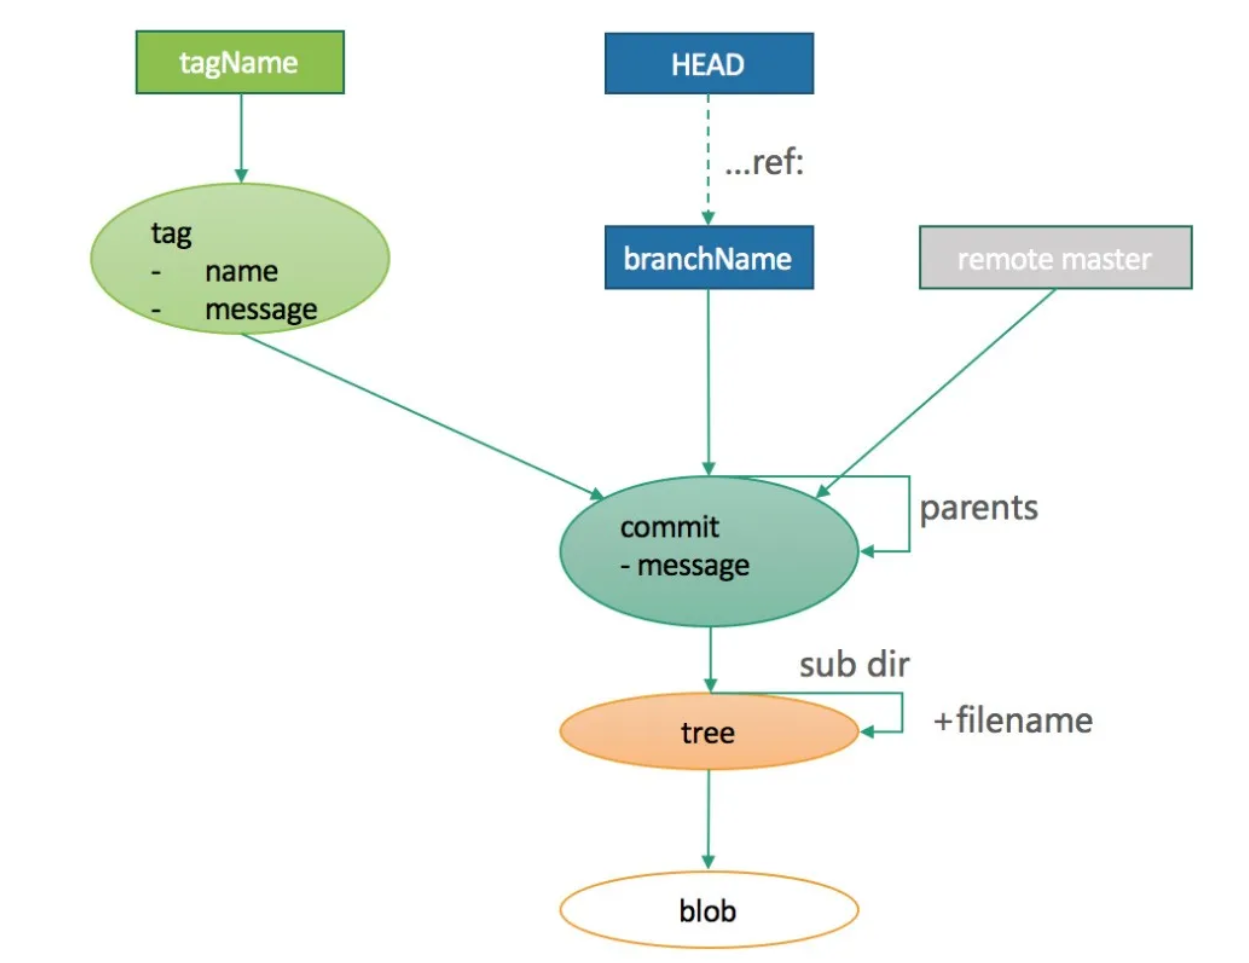 tagName
HEAD
...ref:
tag
- name
- message
branchName
remote master
commit
- message
parents
sub dir
+filename
tree
blob